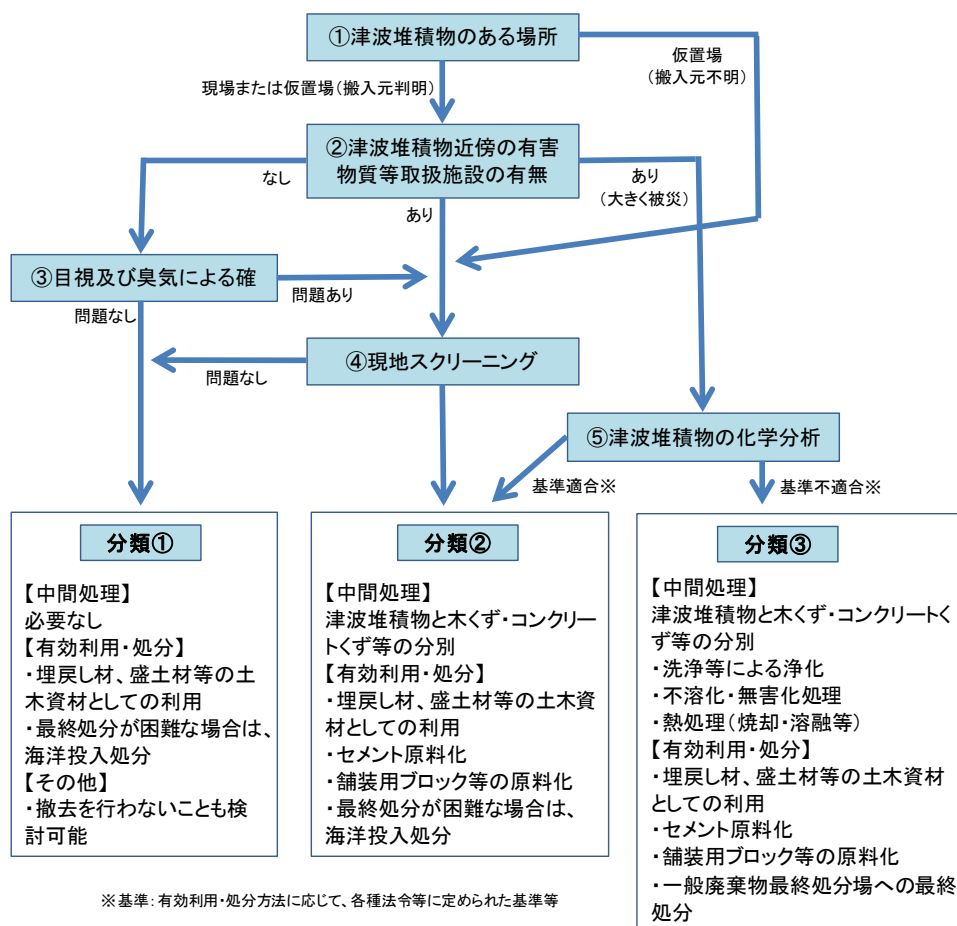 ①津波堆積物のある場所
仮置場
(搬入元不明)
現場または仮置場(搬入元判明)
②津波堆積物近傍の有害
物質等取扱施設の有無
なし
あり
(大きく被災)
あり
③目視及び臭気による確
問題あり
問題なし
④現地スクリーニング
問題なし
⑤津波堆積物の化学分析
基準適合※
基準不適合※
分類①
【中間処理】
必要なし
【有効利用・処分】
・埋戻し材、盛土材等の土
木資材としての利用
・最終処分が困難な場合は、
海洋投入処分
【その他】
・撤去を行わないことも検
討可能
分類②
【中間処理】
津波堆積物と木くず・コンクリー
トくず等の分別
【有効利用・処分】
・埋戻し材、盛土材等の土木資
材としての利用
・セメント原料化
・舗装用ブロック等の原料化
・最終処分が困難な場合は、
海洋投入処分
分類③
【中間処理】
津波堆積物と木くず・コンクリートく
ず等の分別
・洗浄等による浄化
・不溶化・無害化処理
・熱処理(焼却・溶融等)
【有効利用・処分】
・埋戻し材、盛土材等の土木資材
としての利用
・セメント原料化
・舗装用ブロック等の原料化
・一般廃棄物最終処分場への最終
処分
※基準:有効利用・処分方法に応じて、各種法令等に定められた基準等